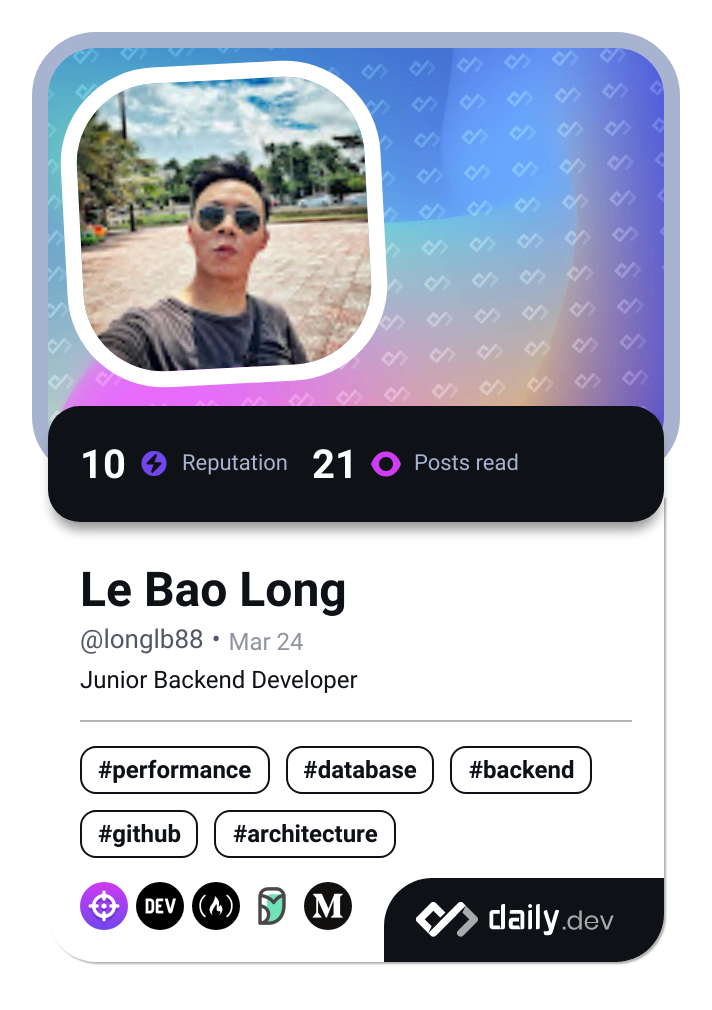 10 Reputation 21 Posts read
Le Bao Long
@longlb88 • Mar 24
Junior Backend Developer
#performance #database #backend
#github #architecture
DEV M daily.dev